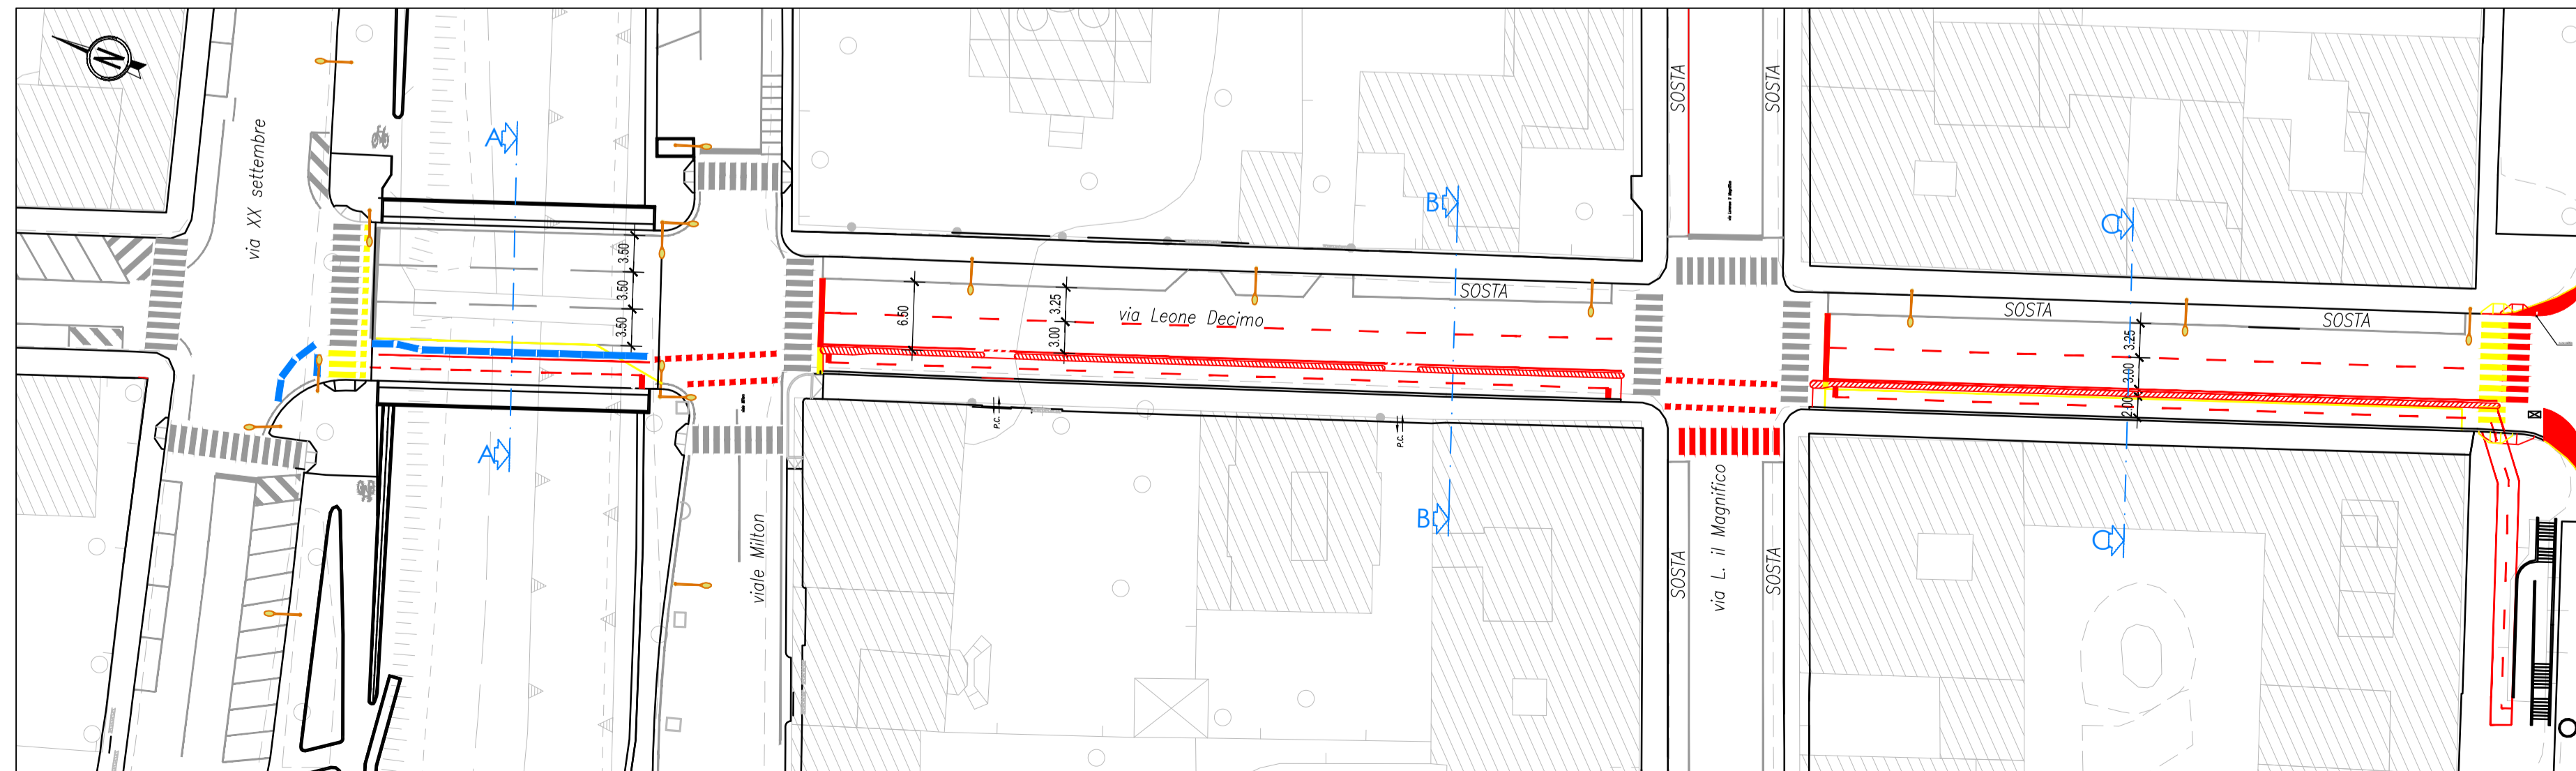 N
via XX settembre
A
A
3.50
3.50
3.50
viale Milton
6.50
3.25
3.00
via Leone Decimo
SOSTA
B
B
P.C.
P.C.
SOSTA
SOSTA
SOSTA
SOSTA
via L. il Magnifico
SOSTA
SOSTA
C
C
3.25
3.00
2.00